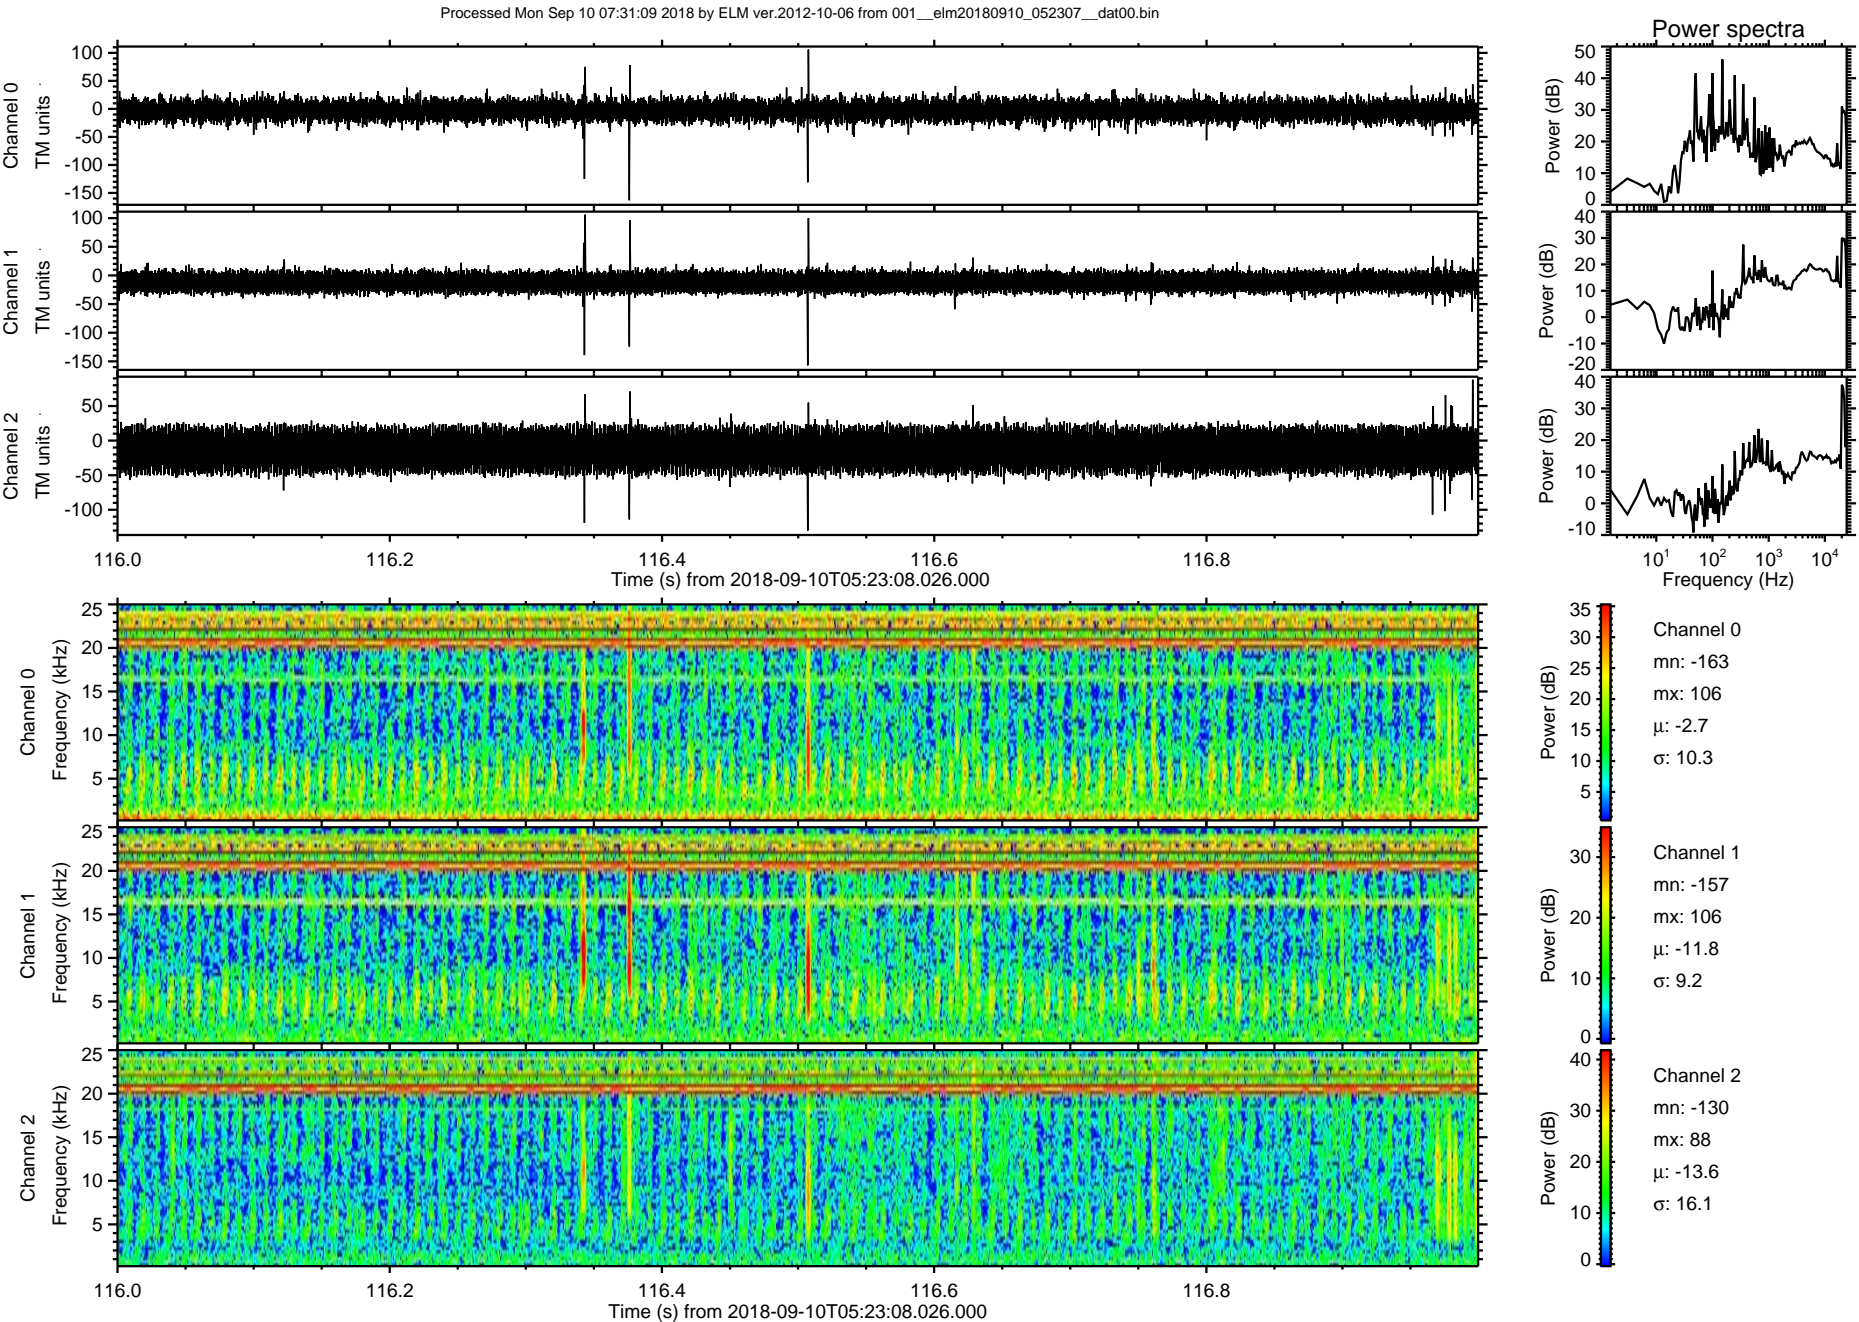 Processed Mon Sep 10 07:31:09 2018 by ELM ver.2012-10-06 from 001__elm20180910_052307__dat00.bin
Power spectra
Channel 0
TM units
100
50
0
-50
-100
-150
Power (dB)
50
40
30
20
10
0
Channel 1
TM units
100
50
0
-50
-100
-150
Power (dB)
40
30
20
10
0
-10
-20
Channel 2
TM units
50
0
-50
-100
Power (dB)
40
30
20
10
0
-10
116.0 116.2 116.4 116.6 116.8
Time (s) from 2018-09-10T05:23:08.026.000
10¹ 10² 10³ 10⁴
Frequency (Hz)
Channel 0
Frequency (kHz)
25
20
15
10
5
Power (dB)
35
30
25
20
15
10
5
Channel 0
mn: -163
mx: 106
μ: -2.7
σ: 10.3
Channel 1
Frequency (kHz)
25
20
15
10
5
Power (dB)
30
20
10
0
Channel 1
mn: -157
mx: 106
μ: -11.8
σ: 9.2
Channel 2
Frequency (kHz)
25
20
15
10
5
Power (dB)
40
30
20
10
0
Channel 2
mn: -130
mx: 88
μ: -13.6
σ: 16.1
116.0 116.2 116.4 116.6 116.8
Time (s) from 2018-09-10T05:23:08.026.000